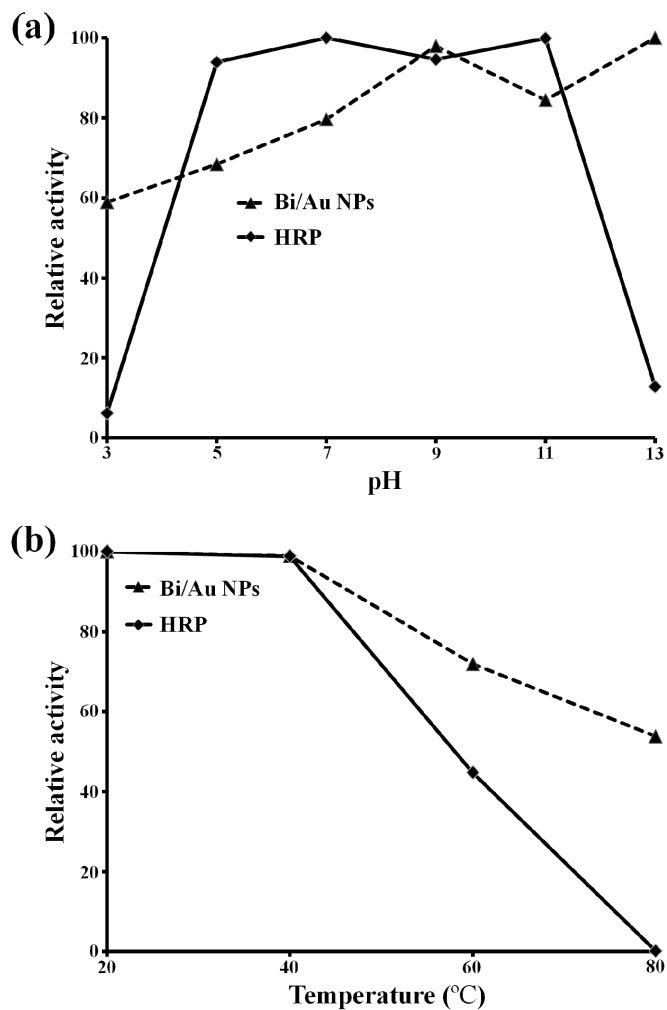 (a)
100
80
60
40
20
0
Relative activity
Bi/Au NPs
HRP
3 5 7 9 11 13
pH
(b)
100
80
60
40
20
0
Relative activity
Bi/Au NPs
HRP
20 40 60 80
Temperature (ºC)